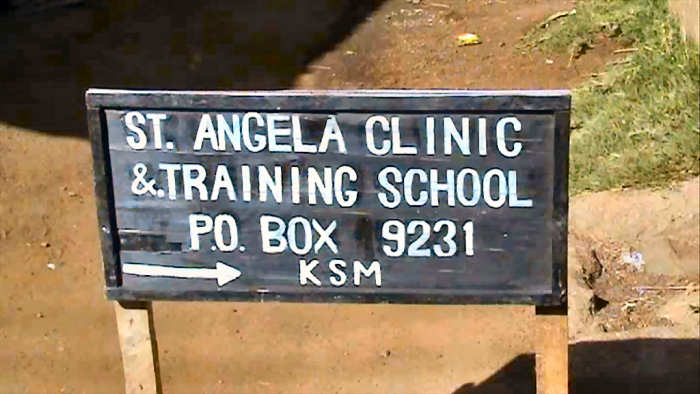 ST. ANGELA CLINIC
&.TRAINING SCHOOL
P.O. BOX 9231
KSM